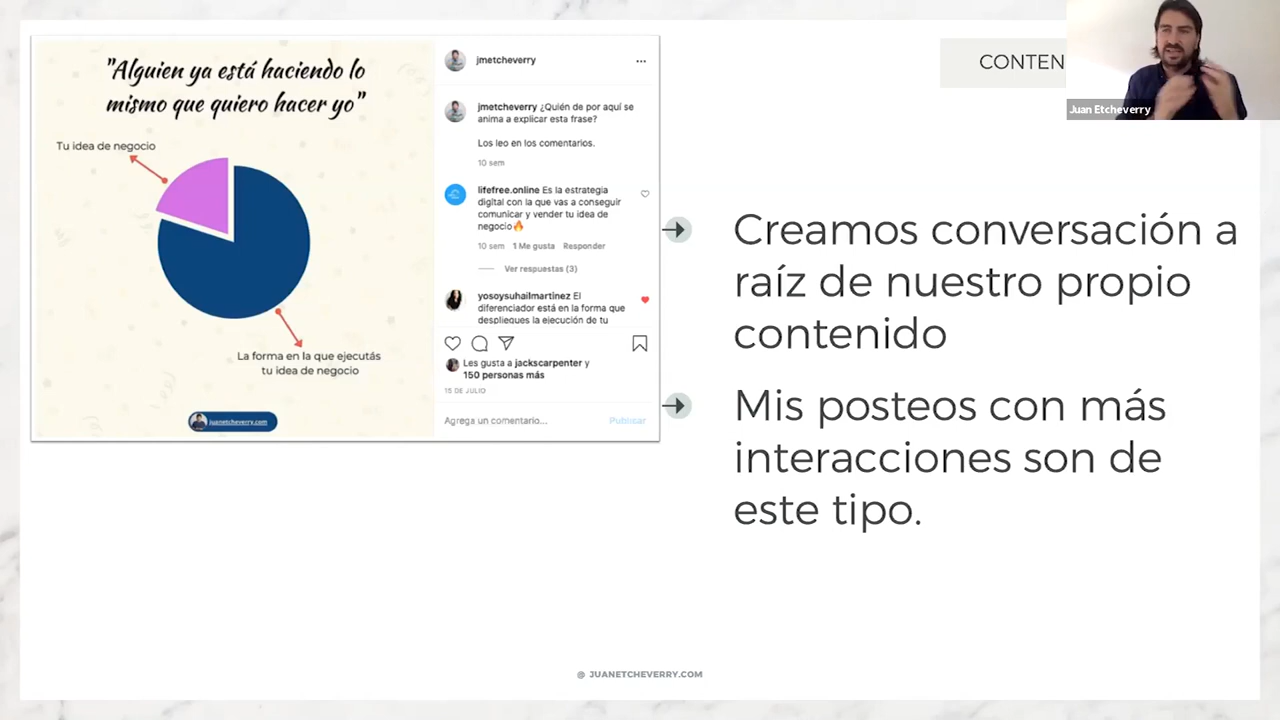 "Alguien ya está haciendo lo
mismo que quiero hacer yo"
Tu idea de negocio
La forma en la que ejecutás
tu idea de negocio
juanetcheverry.com
jmetcheverry
...
jmetcheverry ¿Quién de por aquí se
anima a explicar esta frase?
Los leo en los comentarios.
10 sem
lifefree.online Es la estrategia
digital con la que vas a conseguir
comunicar y vender tu idea de
negocio🔥
10 sem 1 Me gusta Responder
Ver respuestas (3)
yosoysuhailmartinez El
diferenciador está en la forma que
despliegues la ejecución de tu
Les gusta a jackscarpenter y
150 personas más
15 DE JULIO
Agrega un comentario... Publicar
CONTEN
Juan Etcheverry
Creamos conversación a
raíz de nuestro propio
contenido
Mis posteos con más
interacciones son de
este tipo.
@ JUANETCHEVERRY.COM